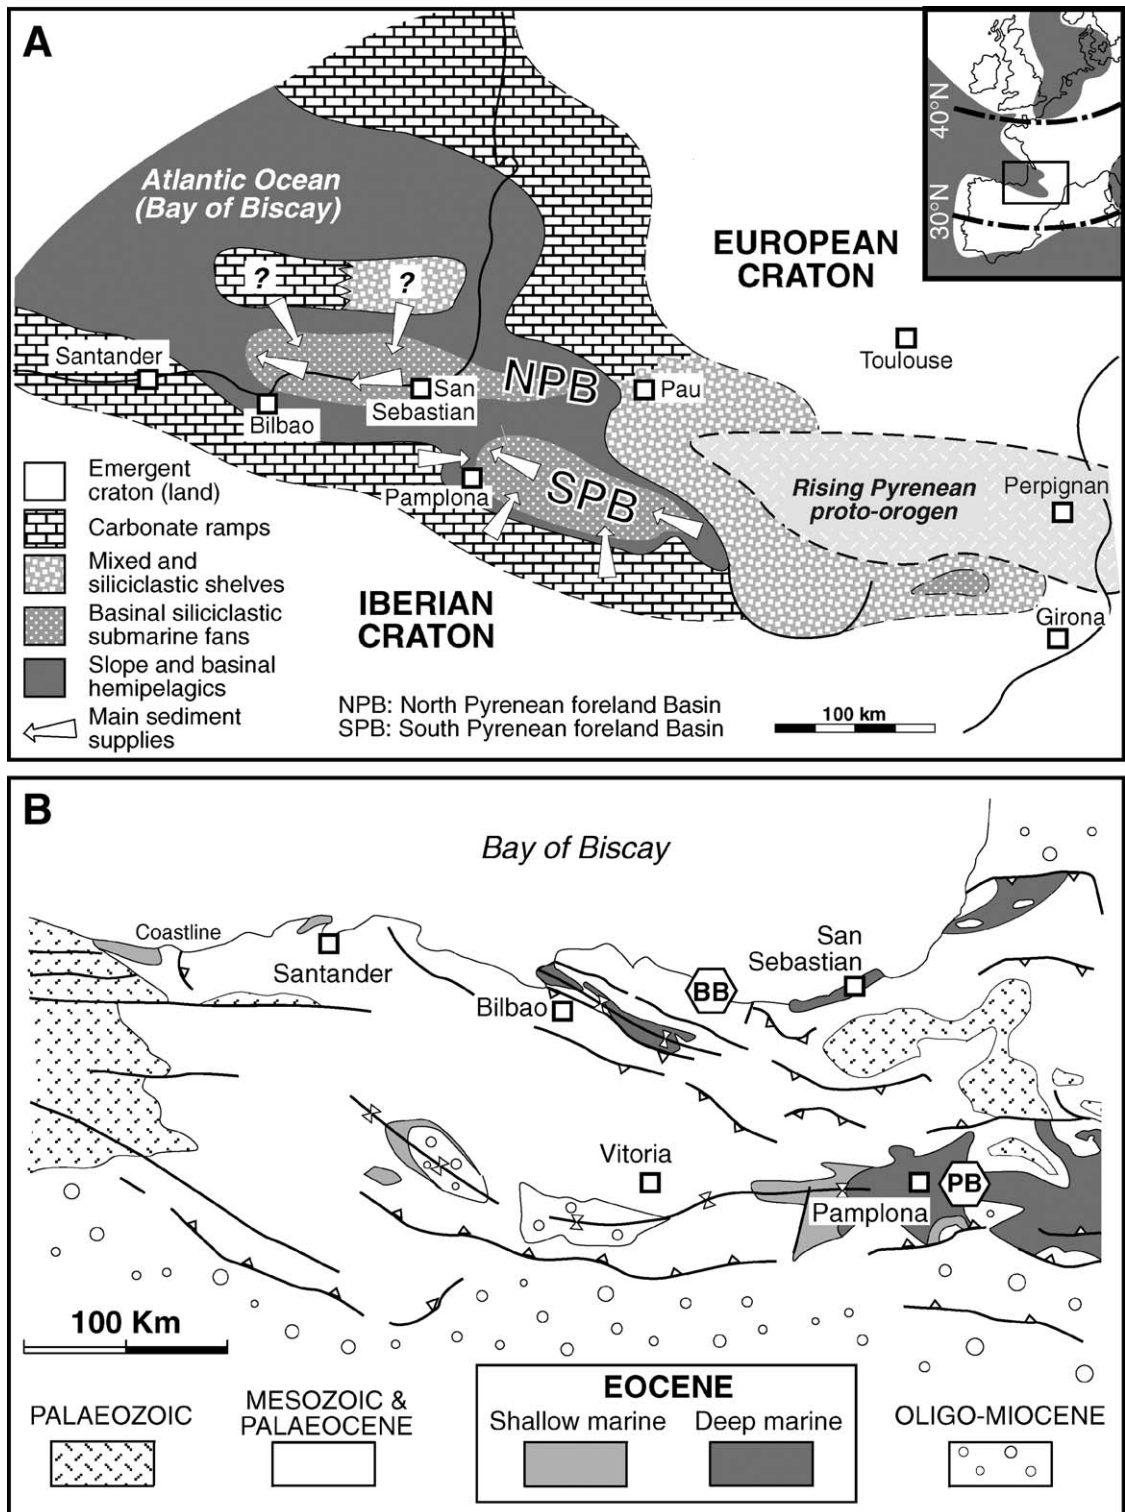 A
40°N
30°N
Atlantic Ocean
(Bay of Biscay)
EUROPEAN
CRATON
?
?
Toulouse
Santander
San
Sebastian
NPB
Pau
Bilbao
Pamplona
SPB
Rising Pyrenean
proto-orogen
Perpignan
Girona
IBERIAN
CRATON
Emergent
craton (land)
Carbonate ramps
Mixed and
siliciclastic shelves
Basinal siliciclastic
submarine fans
Slope and basinal
hemipelagics
Main sediment
supplies
NPB: North Pyrenean foreland Basin
SPB: South Pyrenean foreland Basin
100 km
B
Bay of Biscay
Coastline
Santander
San
Sebastian
BB
Bilbao
Vitoria
PB
Pamplona
100 Km
PALAEOZOIC
MESOZOIC &
PALAEOCENE
EOCENE
Shallow marine
Deep marine
OLIGO-MIOCENE